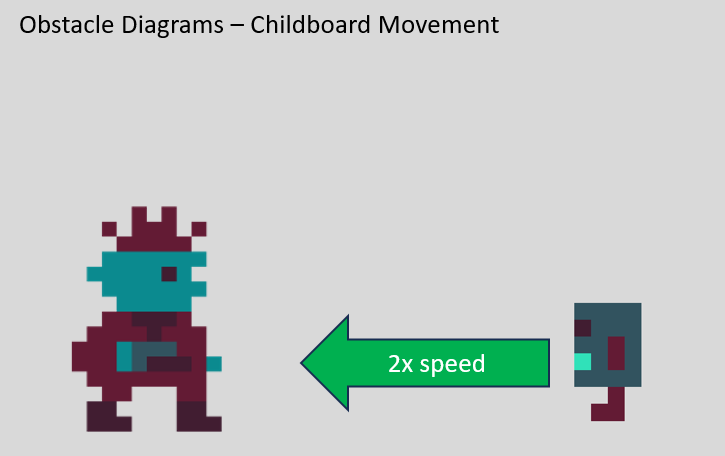 Obstacle Diagrams – Childboard Movement
2x speed